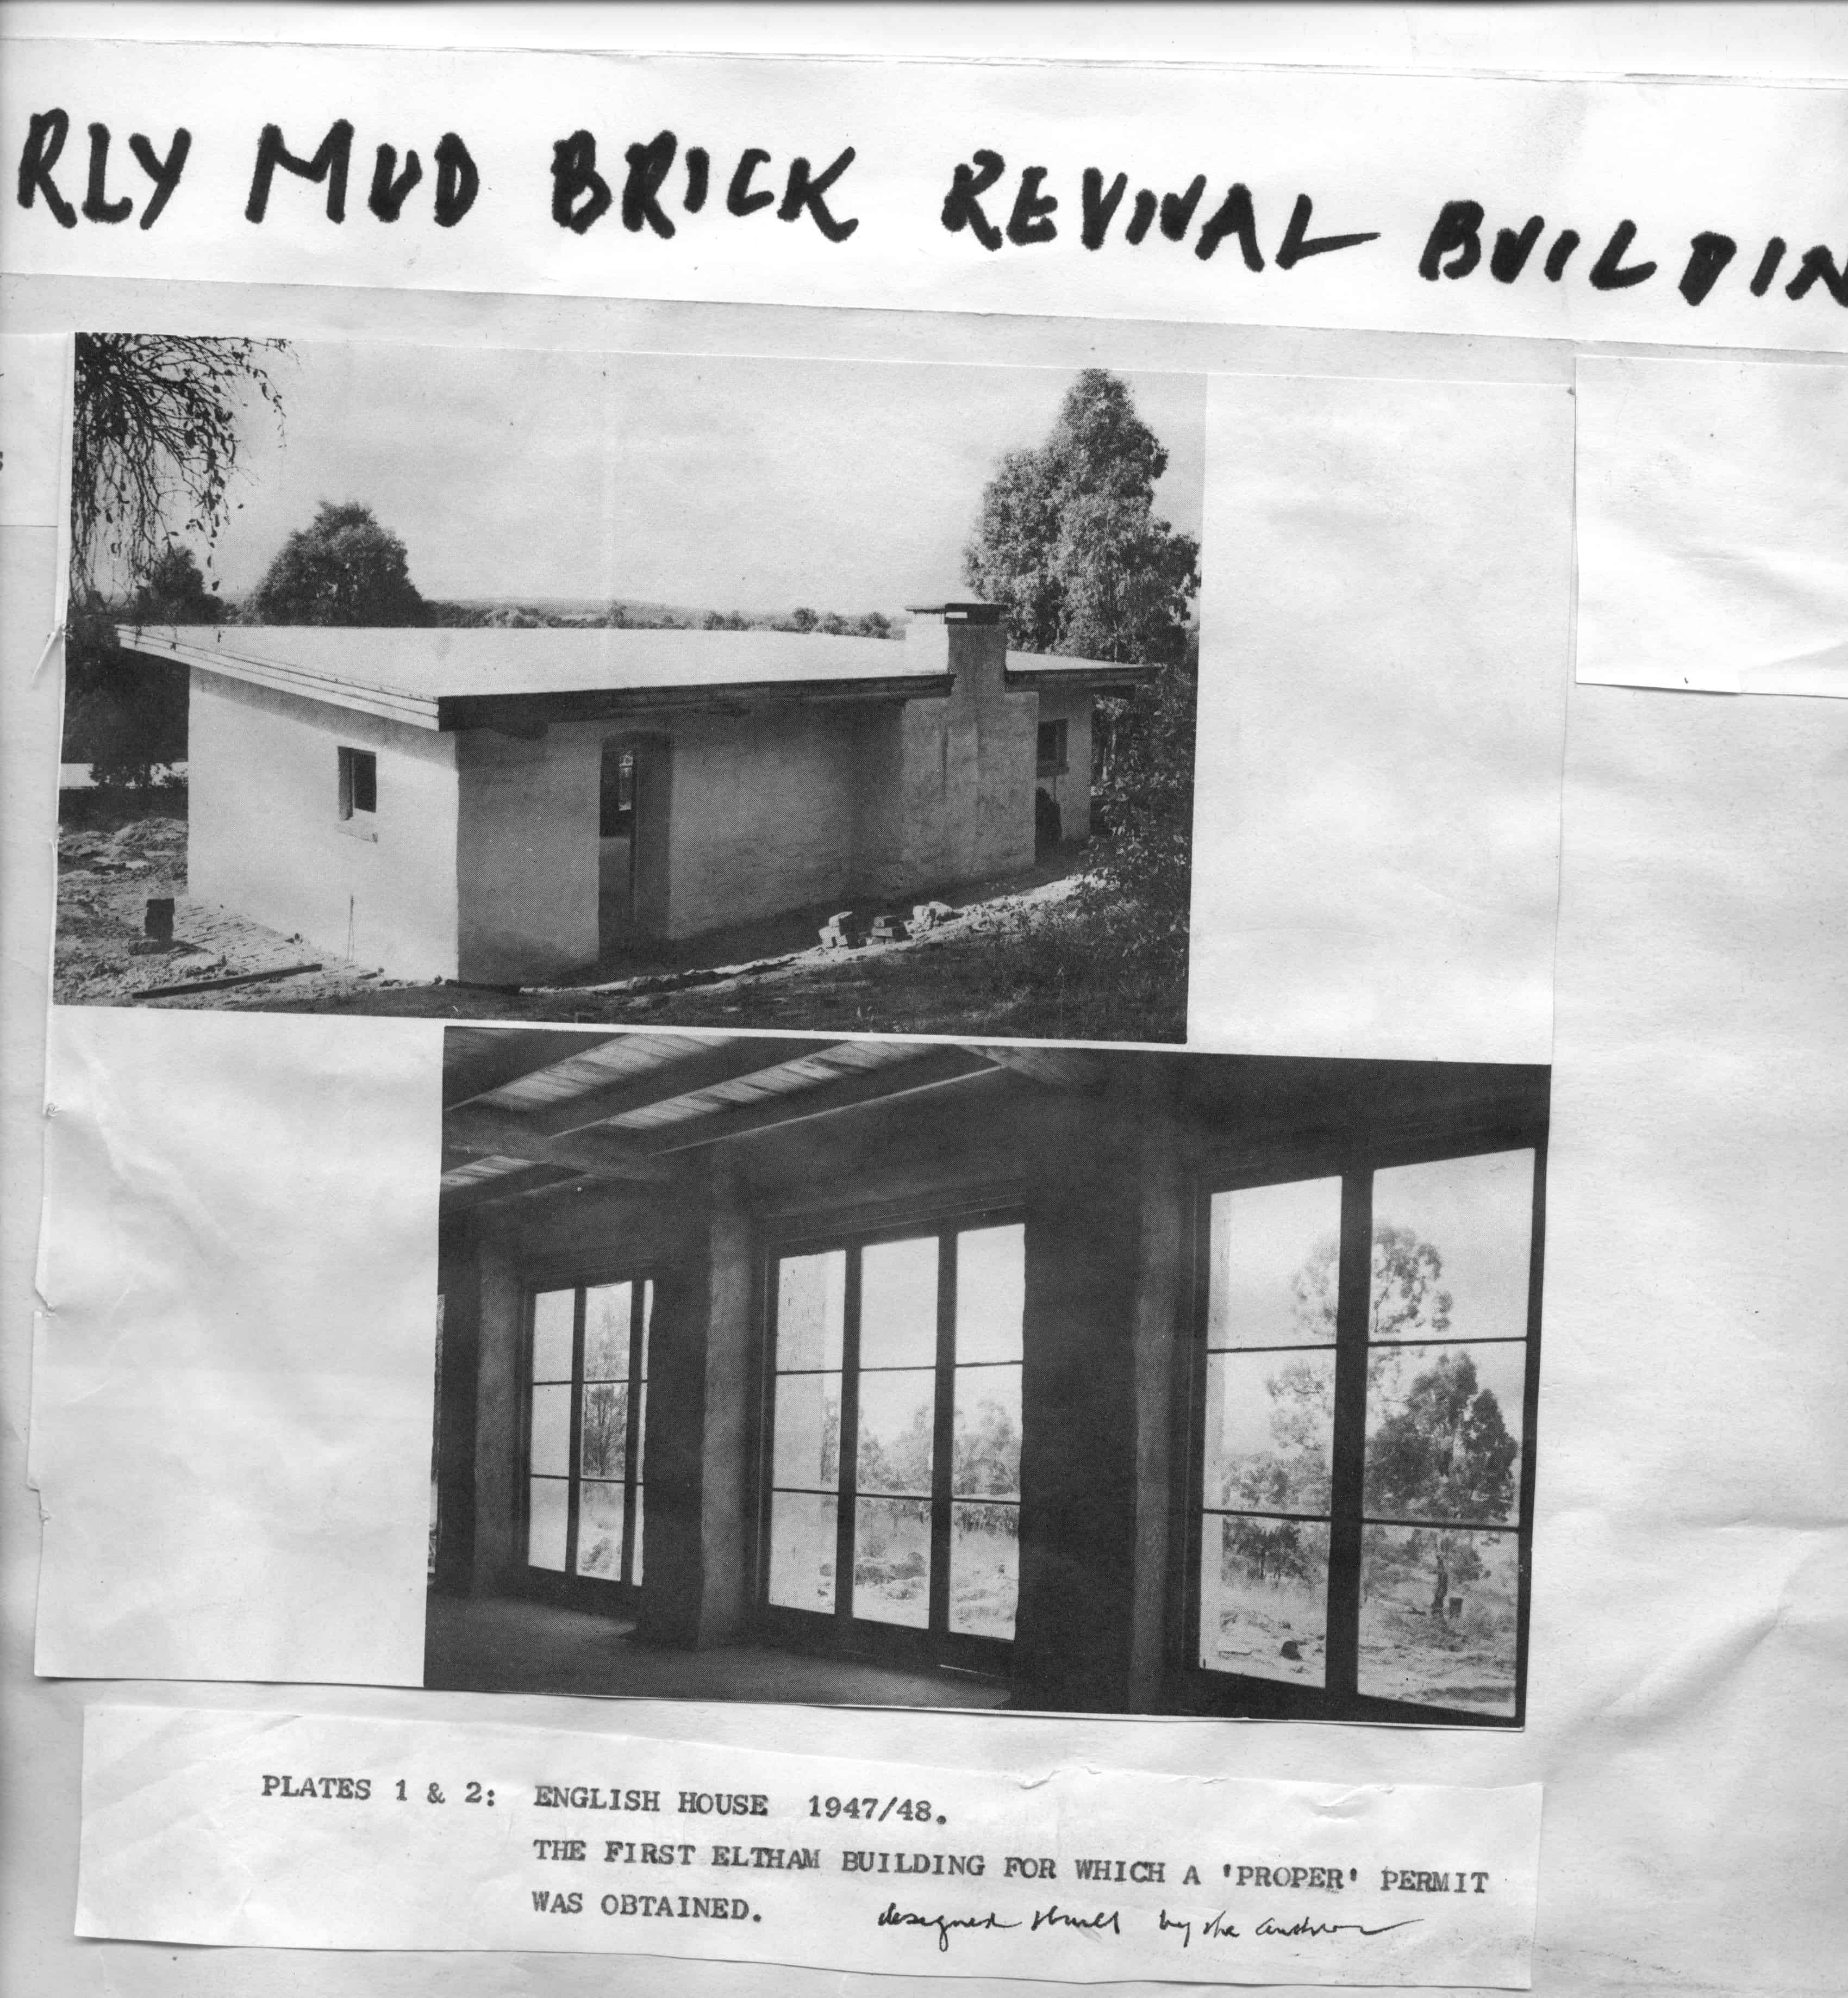 RLY MUD BRICK REVIVAL BUILDIN
PLATES 1 & 2: ENGLISH HOUSE 1947/48.
THE FIRST ELTHAM BUILDING FOR WHICH A 'PROPER' PERMIT
WAS OBTAINED. designed & built by the author